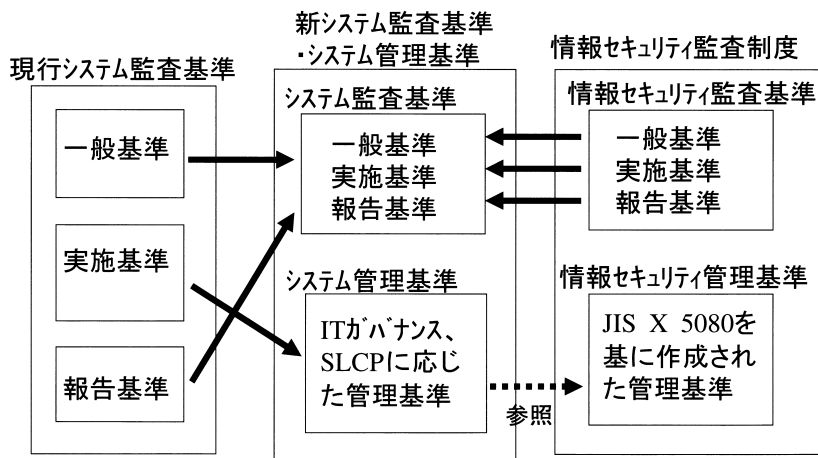 現行システム監査基準
一般基準
実施基準
報告基準
新システム監査基準
・システム管理基準
システム監査基準
一般基準
実施基準
報告基準
システム管理基準
ITガバナンス、
SLCPに応じ
た管理基準
参照
情報セキュリティ監査制度
情報セキュリティ監査基準
一般基準
実施基準
報告基準
情報セキュリティ管理基準
JIS X 5080を
基に作成され
た管理基準